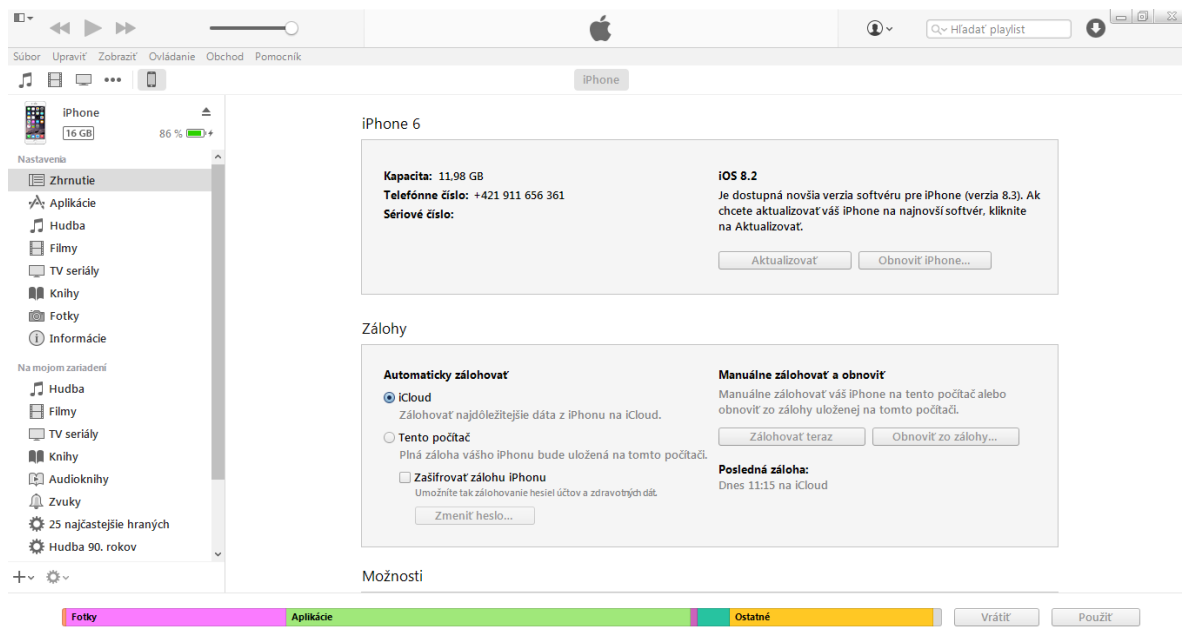 Hľadať playlist
Súbor Upraviť Zobraziť Ovládanie Obchod Pomocník
iPhone
iPhone
16 GB 86 %
Nastavenia
Zhrnutie
Aplikácie
Hudba
Filmy
TV seriály
Knihy
Fotky
Informácie
Na mojom zariadení
Hudba
Filmy
TV seriály
Knihy
Audioknihy
Zvuky
25 najčastejšie hraných
Hudba 90. rokov
iPhone 6
Kapacita: 11,98 GB
Telefónne číslo: +421 911 656 361
Sériové číslo:
iOS 8.2
Je dostupná novšia verzia softvéru pre iPhone (verzia 8.3). Ak
chcete aktualizovať váš iPhone na najnovší softvér, kliknite
na Aktualizovať.
Aktualizovať Obnoviť iPhone...
Zálohy
Automaticky zálohovať
iCloud
Zálohovať najdôležitejšie dáta z iPhonu na iCloud.
Tento počítač
Plná záloha vášho iPhonu bude uložená na tomto počítači.
Zašifrovať zálohu iPhonu
Umožníte tak zálohovanie hesiel účtov a zdravotných dát.
Zmeniť heslo...
Manuálne zálohovať a obnoviť
Manuálne zálohovať váš iPhone na tento počítač alebo
obnoviť zo zálohy uloženej na tomto počítači.
Zálohovať teraz Obnoviť zo zálohy...
Posledná záloha:
Dnes 11:15 na iCloud
Možnosti
Fotky Aplikácie Ostatné Vrátiť Použiť